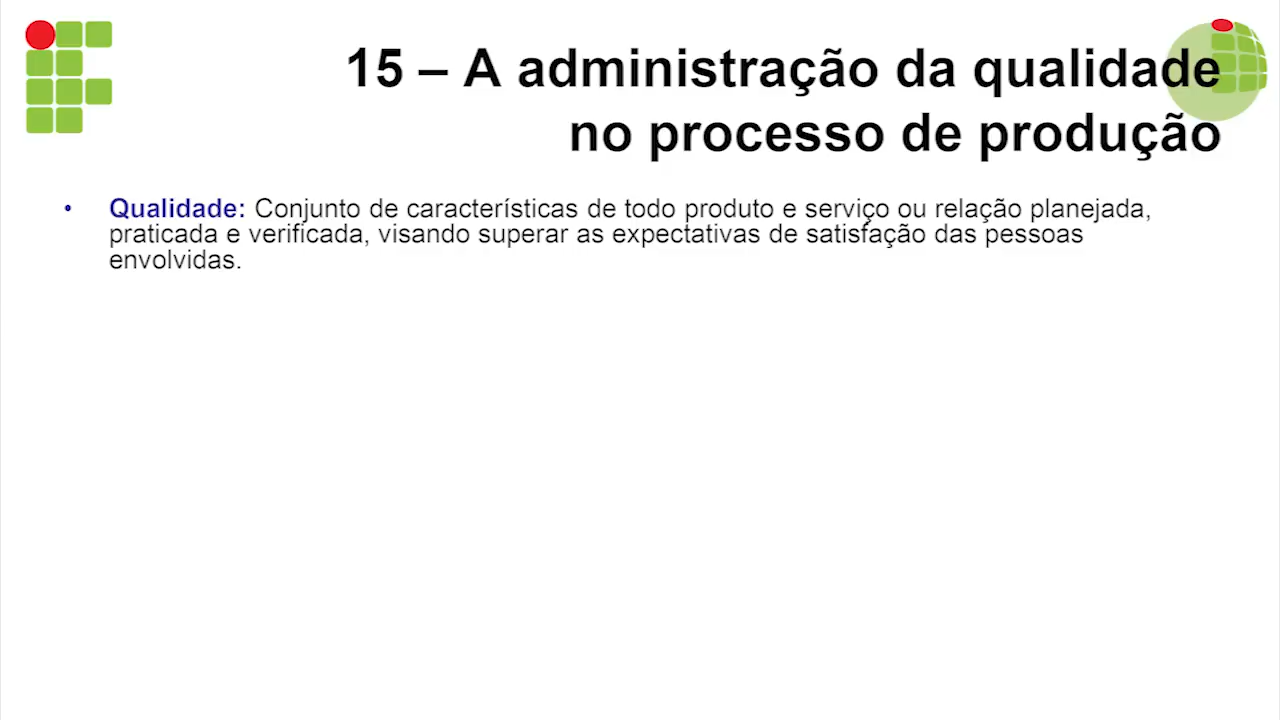 15 – A administração da qualidade
no processo de produção
• Qualidade: Conjunto de características de todo produto e serviço ou relação planejada,
praticada e verificada, visando superar as expectativas de satisfação das pessoas
envolvidas.